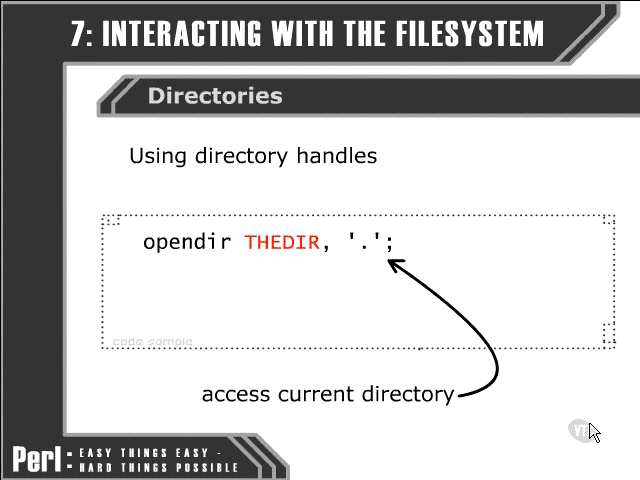 7: INTERACTING WITH THE FILESYSTEM
Directories
Using directory handles
opendir THEDIR, '.';
code sample
access current directory
YT
Perl: EASY THINGS EASY -
HARD THINGS POSSIBLE